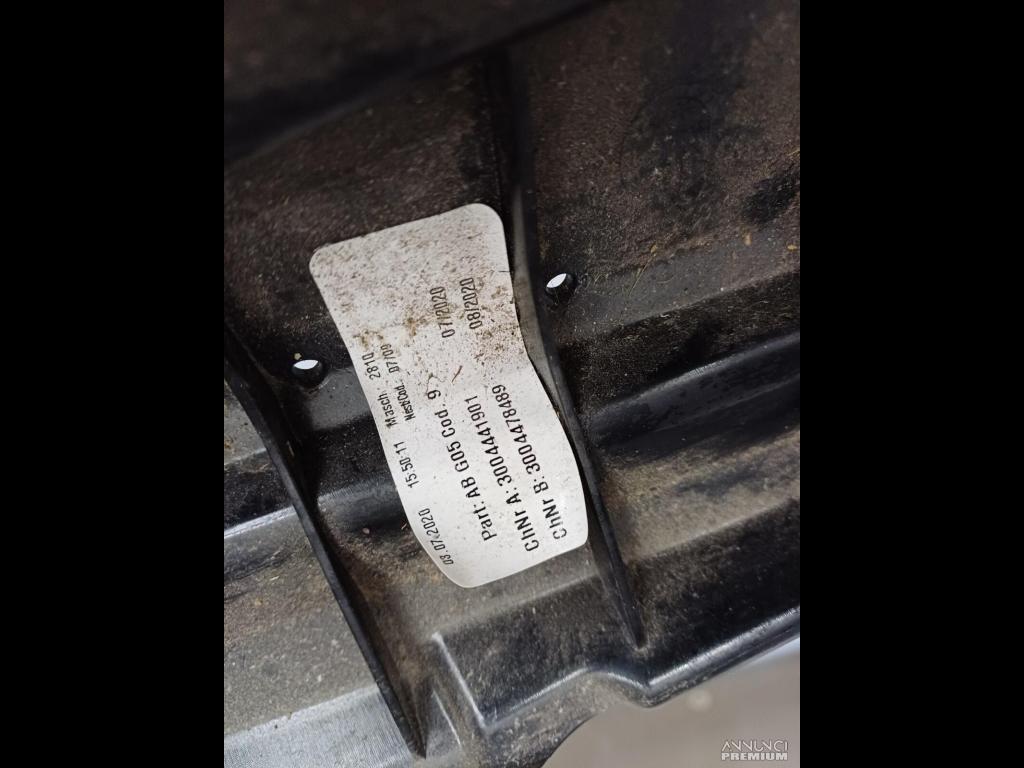 03.07.2020 15:50:11 Masch. 2810
07/09
Part: AB G05 Cod. 9 07/2020
ChNr A: 3004441901 08/2020
ChNr B: 3004478489
ANNUNCI
PREMIUM